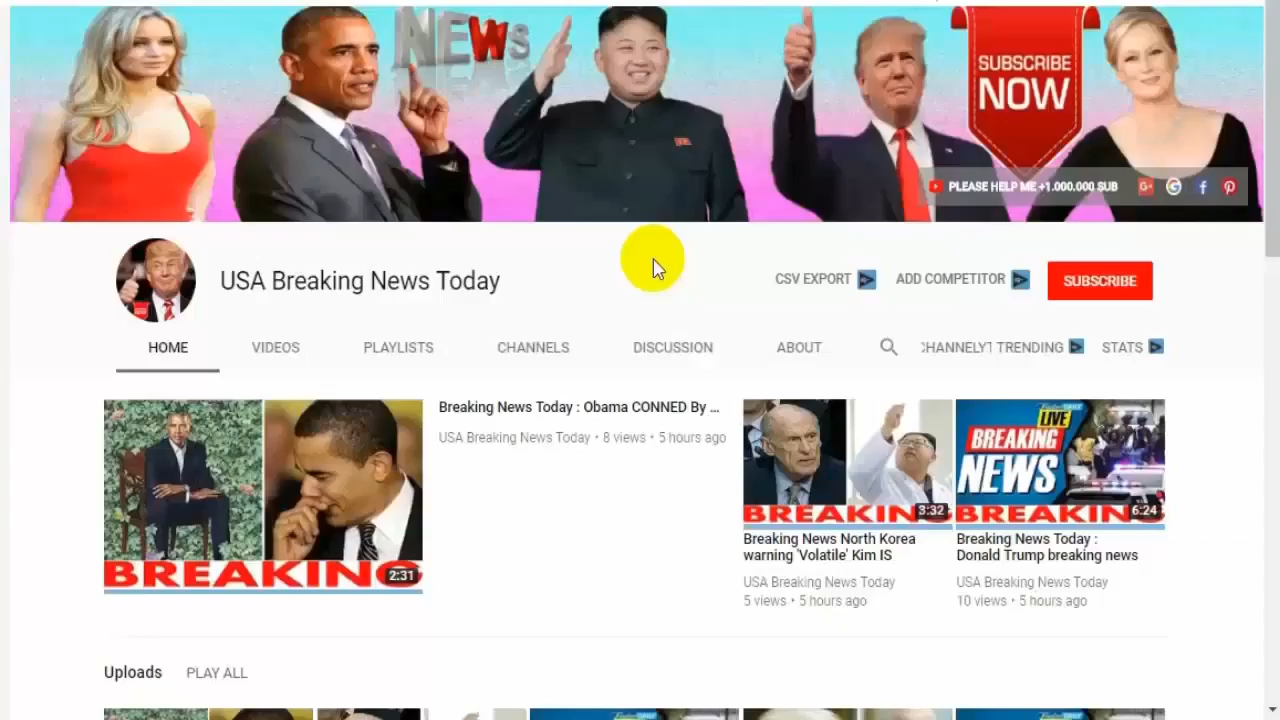 NEWS
SUBSCRIBE
NOW
PLEASE HELP ME +1.000.000 SUB
USA Breaking News Today
CSV EXPORT
ADD COMPETITOR
SUBSCRIBE
HOME
VIDEOS
PLAYLISTS
CHANNELS
DISCUSSION
ABOUT
CHANNELYT TRENDING
STATS
BREAKING
2:31
Breaking News Today : Obama CONNED By ...
USA Breaking News Today • 8 views • 5 hours ago
BREAKIN
3:32
Breaking News North Korea
warning 'Volatile' Kim IS
USA Breaking News Today
5 views • 5 hours ago
LIVE
BREAKING
NEWS
BREAKIN
6:24
Breaking News Today :
Donald Trump breaking news
USA Breaking News Today
10 views • 5 hours ago
Uploads
PLAY ALL